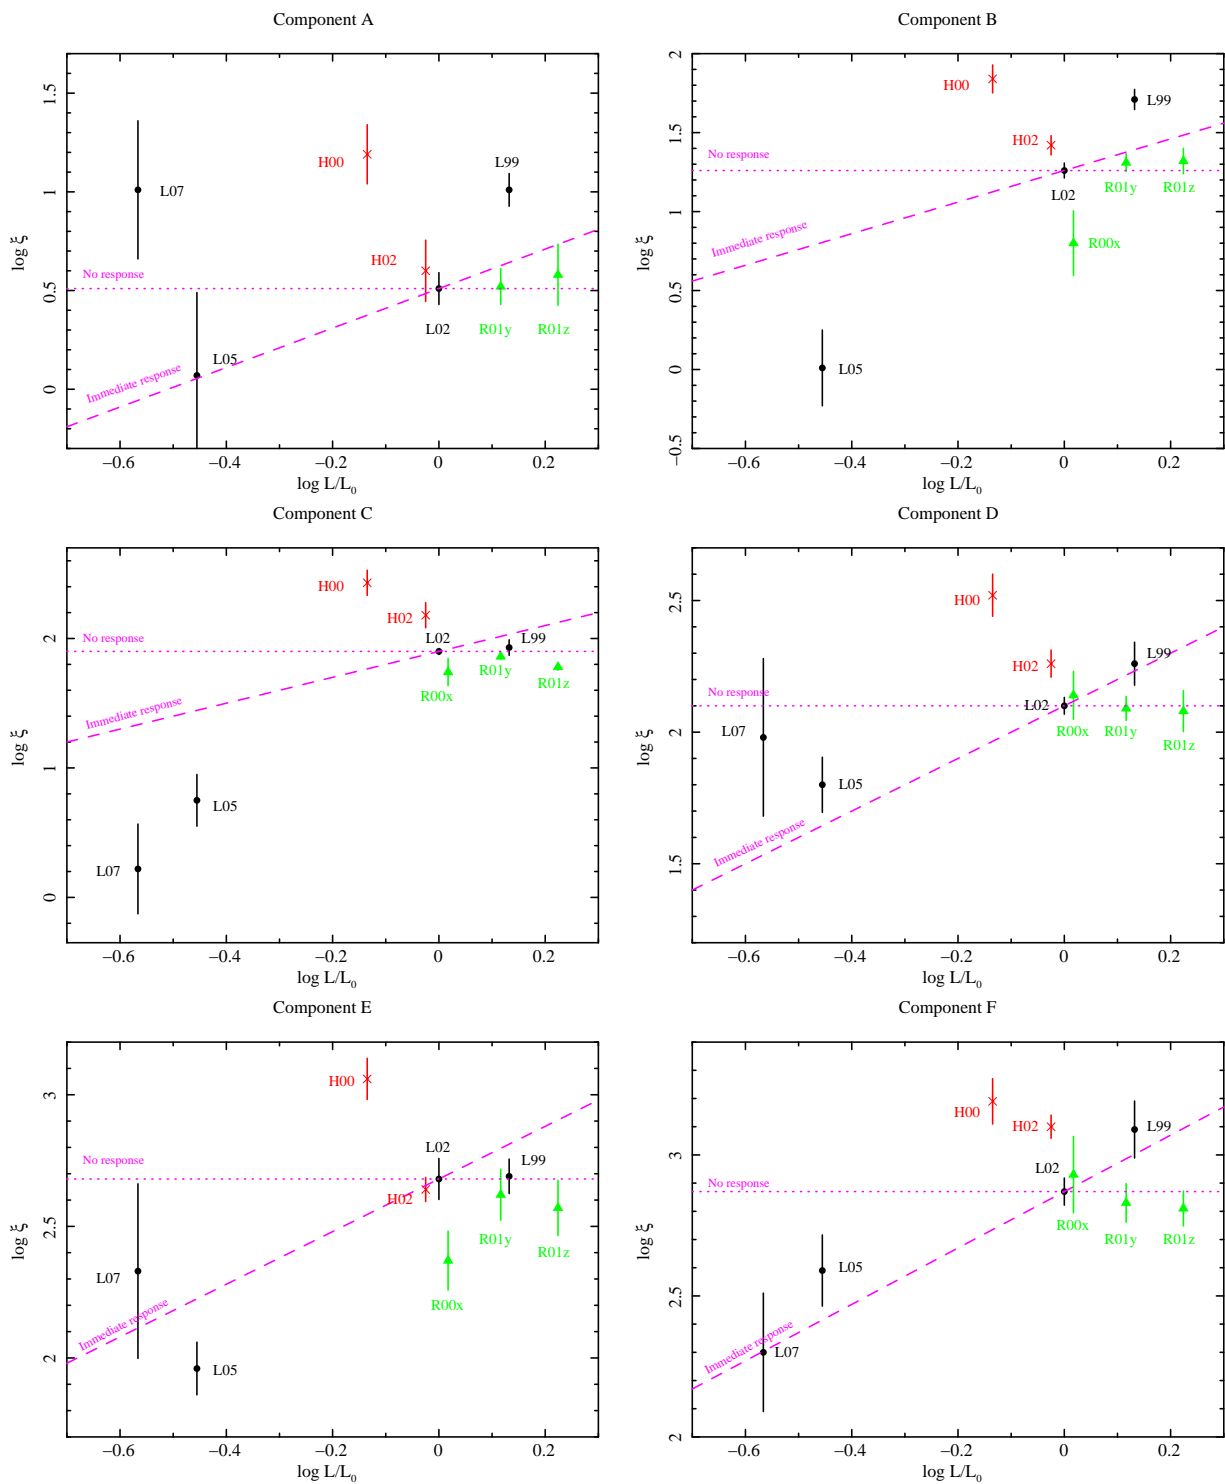 Component A
1.5
H00
L99
1
L07
H02
No response
0.5
L02
R01y
R01z
L05
Immediate response
0
log ξ
−0.6
−0.4
−0.2
0
0.2
log L/L0
Component B
2
H00
L99
1.5
H02
No response
R01y
R01z
L02
1
R00x
Immediate response
0.5
L05
0
−0.5
log ξ
−0.6
−0.4
−0.2
0
0.2
log L/L0
Component C
H00
H02
L02
L99
No response
2
R01y
R01z
R00x
Immediate response
1
L05
L07
0
log ξ
−0.6
−0.4
−0.2
0
0.2
log L/L0
Component D
2.5
H00
H02
L99
No response
L02
R00x
R01y
R01z
L07
2
L05
Immediate response
1.5
log ξ
−0.6
−0.4
−0.2
0
0.2
log L/L0
Component E
3
H00
L02
L99
No response
H02
2.5
R01y
R01z
R00x
L07
Immediate response
2
L05
log ξ
−0.6
−0.4
−0.2
0
0.2
log L/L0
Component F
H00
H02
L99
3
L02
No response
R00x
R01y
R01z
L05
2.5
L07
Immediate response
2
log ξ
−0.6
−0.4
−0.2
0
0.2
log L/L0